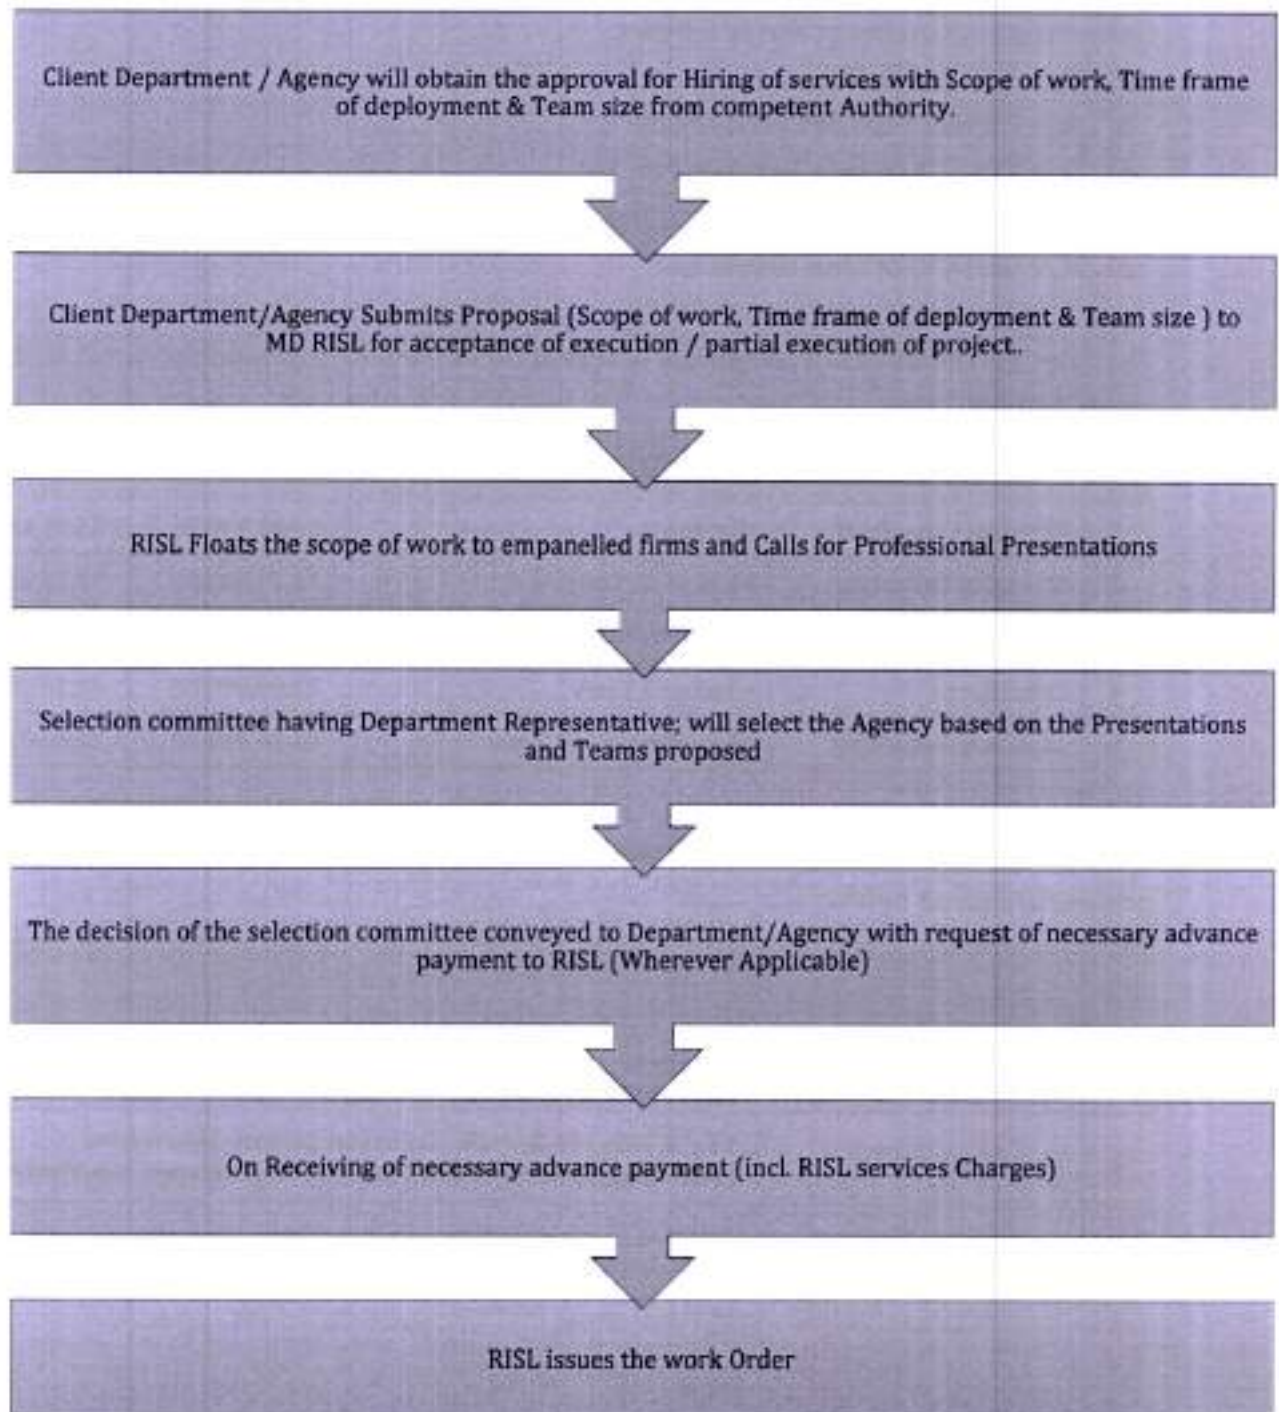 Client Department / Agency will obtain the approval for Hiring of services with Scope of work, Time frame
of deployment & Team size from competent Authority.
Client Department/Agency Submits Proposal (Scope of work, Time frame of deployment & Team size ) to
MD RISL for acceptance of execution / partial execution of project..
RISL Floats the scope of work to empanelled firms and Calls for Professional Presentations
Selection committee having Department Representative; will select the Agency based on the Presentations
and Teams proposed
The decision of the selection committee conveyed to Department/Agency with request of necessary advance
payment to RISL (Wherever Applicable)
On Receiving of necessary advance payment (incl. RISL services Charges)
RISL issues the work Order